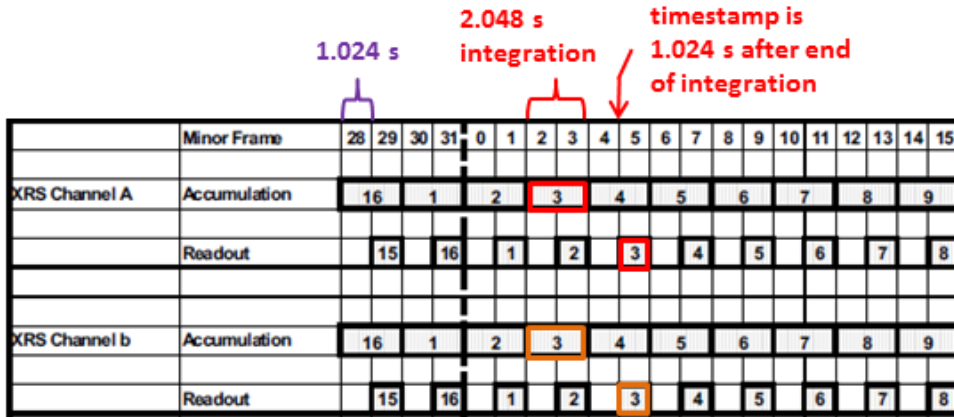 2.048 s
integration
timestamp is
1.024 s after end
of integration
1.024 s
Minor Frame 28 29 30 31 0 1 2 3 4 5 6 7 8 9 10 11 12 13 14 15
XRS Channel A Accumulation 16 1 2 3 4 5 6 7 8 9
Readout 15 16 1 2 3 4 5 6 7 8
XRS Channel b Accumulation 16 1 2 3 4 5 6 7 8 9
Readout 15 16 1 2 3 4 5 6 7 8